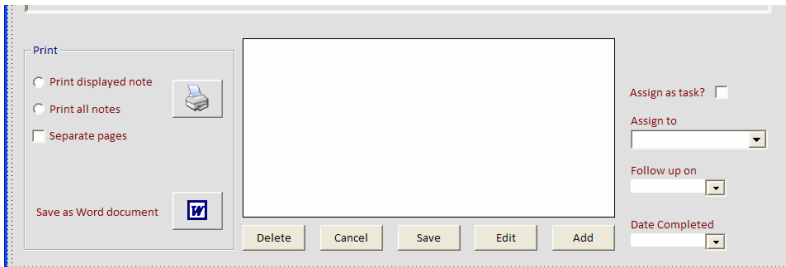 Print
Print displayed note
Print all notes
Separate pages
Save as Word document
W
Delete Cancel Save Edit Add
Assign as task?
Assign to
Follow up on
Date Completed